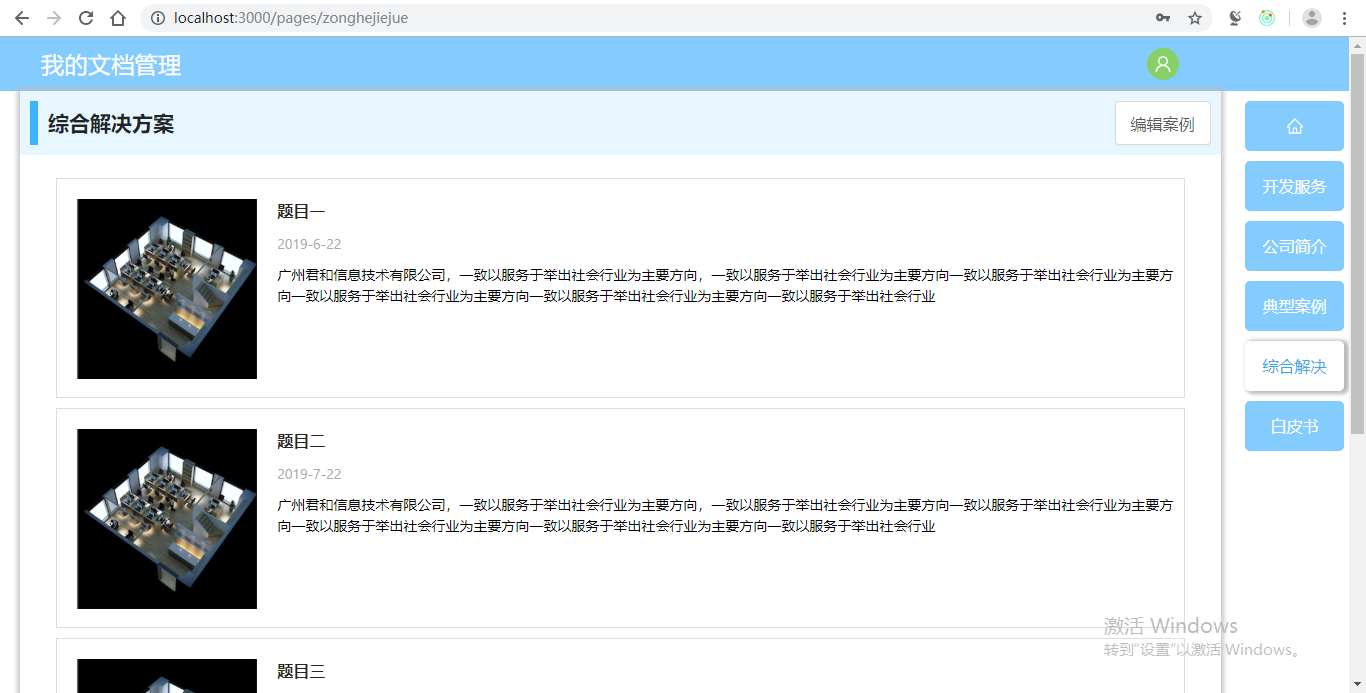 localhost:3000/pages/zonghejiejue
我的文档管理
综合解决方案
编辑案例
题目一
2019-6-22
广州君和信息技术有限公司，一致以服务于举出社会行业为主要方向，一致以服务于举出社会行业为主要方向一致以服务于举出社会行业为主要方
向一致以服务于举出社会行业为主要方向一致以服务于举出社会行业为主要方向一致以服务于举出社会行业
题目二
2019-7-22
广州君和信息技术有限公司，一致以服务于举出社会行业为主要方向，一致以服务于举出社会行业为主要方向一致以服务于举出社会行业为主要方
向一致以服务于举出社会行业为主要方向一致以服务于举出社会行业为主要方向一致以服务于举出社会行业
题目三
开发服务
公司简介
典型案例
综合解决
白皮书
激活 Windows
转到"设置"以激活 Windows。